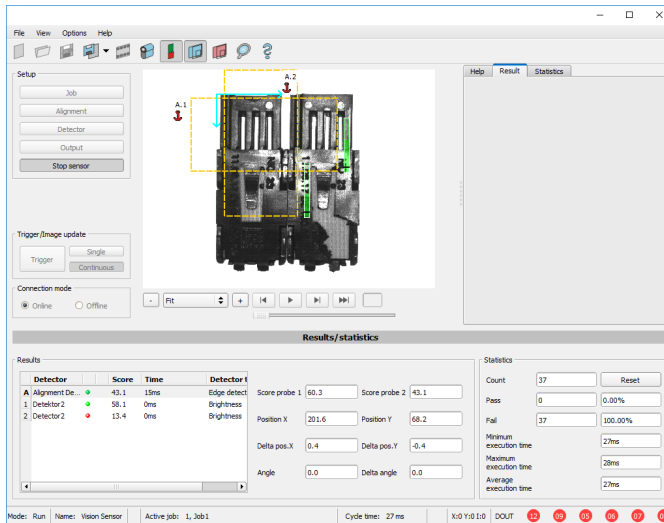 File View Options Help
Setup
Job
Alignment
Detector
Output
Stop sensor
Trigger/Image update
Trigger
Single
Continuous
Connection mode
Online Offline
A.1
A.2
- Fit +
Help Result Statistics
Results/statistics
Results
Detector Score Time Detector t
A Alignment De... 43.1 15ms Edge detect
1 Detektor2 58.1 0ms Brightness
2 Detector2 13.4 0ms Brightness
Score probe 1 60.3 Score probe 2 43.1
Position X 201.6 Position Y 68.2
Delta pos.X 0.4 Delta pos.Y -0.4
Angle 0.0 Delta angle 0.0
Statistics
Count 37 Reset
Pass 0 0.00%
Fail 37 100.00%
Minimum
execution time 27ms
Maximum
execution time 28ms
Average
execution time 27ms
Mode: Run Name: Vision Sensor Active job: 1, Job1 Cycle time: 27 ms X:0 Y:0 I:0 DOUT 12 09 05 06 07